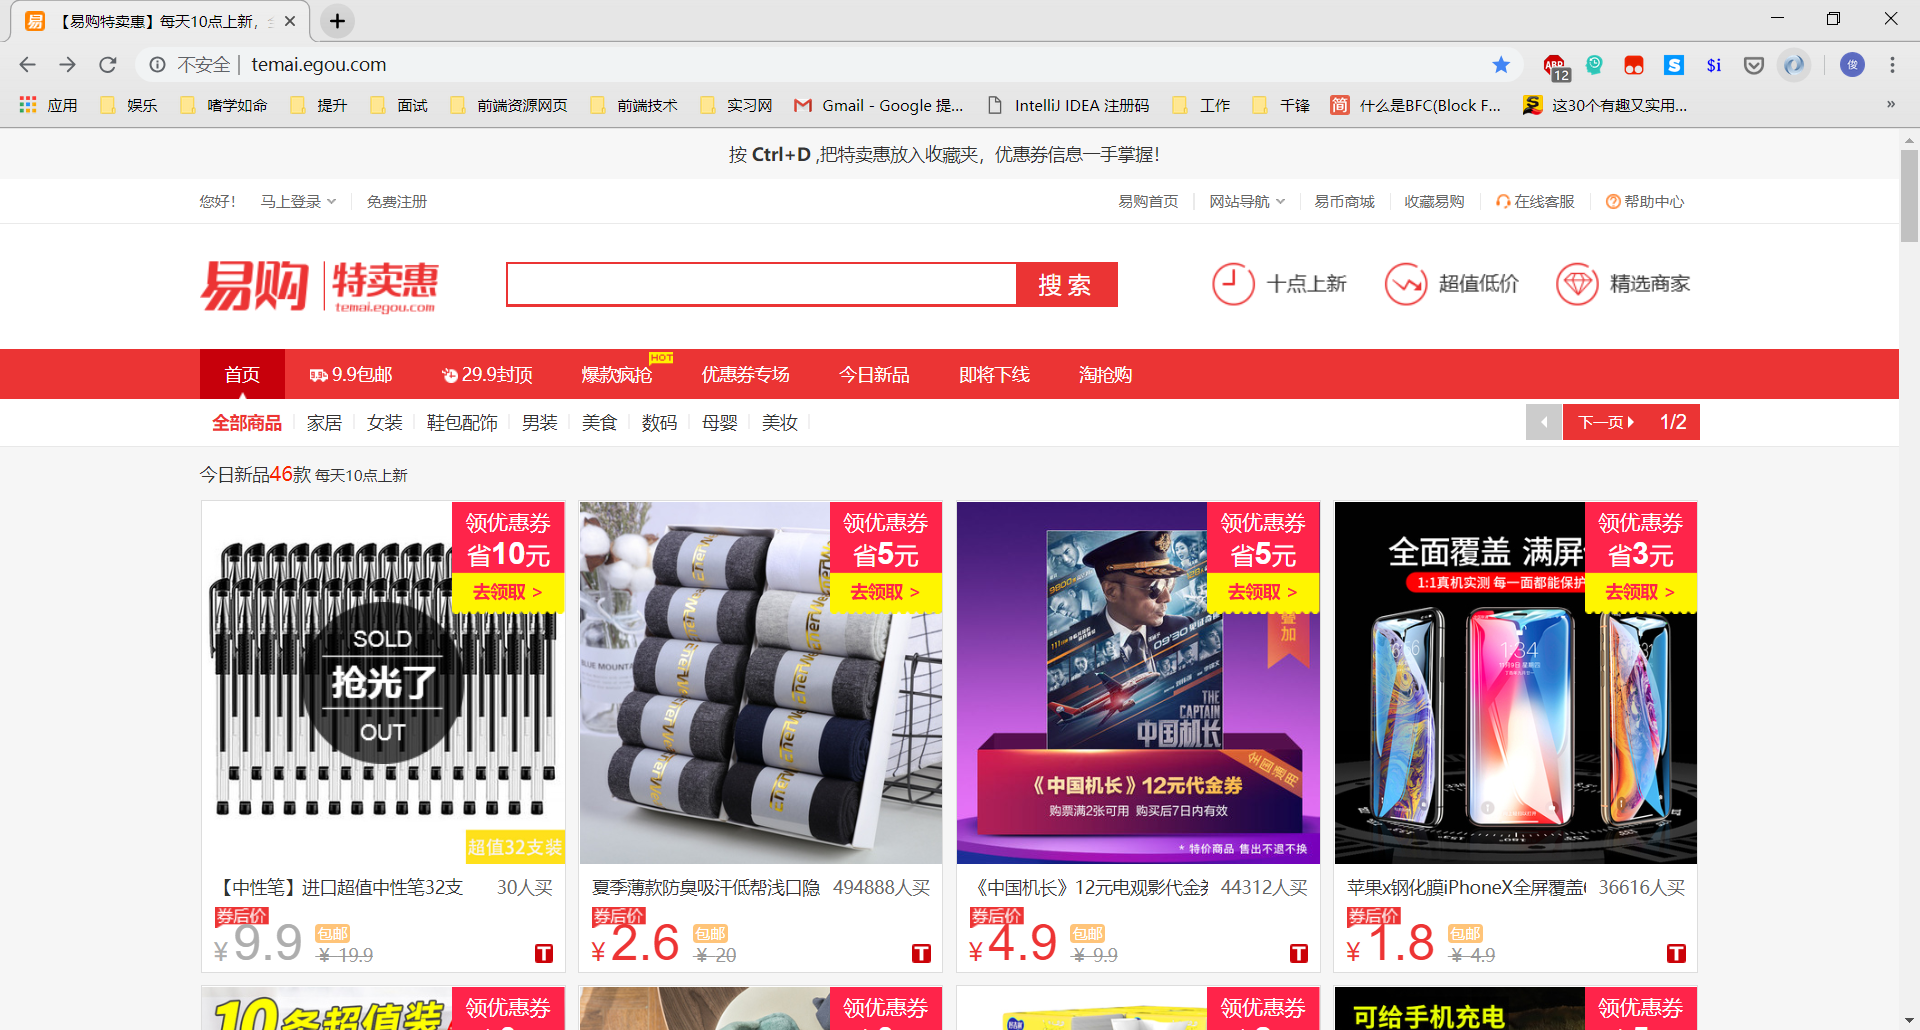 【易购特卖惠】每天10点上新，
不安全 | temai.egou.com
ABP
12
$i
俊
应用
娱乐
嗜学如命
提升
面试
前端资源网页
前端技术
实习网
Gmail - Google 提...
IntelliJ IDEA 注册码
工作
千锋
简
什么是BFC(Block F...
这30个有趣又实用...
»
按 Ctrl+D ,把特卖惠放入收藏夹，优惠券信息一手掌握！
您好！
马上登录
免费注册
易购首页
网站导航
易币商城
收藏易购
在线客服
帮助中心
易购
特卖惠
temai.egou.com
搜 索
十点上新
超值低价
精选商家
首页
9.9包邮
29.9封顶
爆款疯抢
HOT
优惠券专场
今日新品
即将下线
淘抢购
全部商品
家居
女装
鞋包配饰
男装
美食
数码
母婴
美妆
下一页
1/2
今日新品46款 每天10点上新
领优惠券
省10元
去领取 >
SOLD
抢光了
OUT
超值32支装
【中性笔】进口超值中性笔32支
30人买
券后价
¥9.9
包邮
¥ 19.9
T
领优惠券
省5元
去领取 >
BLUE MOUNTA
夏季薄款防臭吸汗低帮浅口隐
494888人买
券后价
¥2.6
包邮
¥ 20
T
领优惠券
省5元
去领取 >
叠加
09:30
THE
CAPTAIN
中国机长
全国通用
《中国机长》12元代金券
购票满2张可用 购买后7日内有效
* 特价商品 售出不退不换
《中国机长》12元电观影代金券
44312人买
券后价
¥4.9
包邮
¥ 9.9
T
领优惠券
省3元
去领取 >
全面覆盖 满屏
1:1真机实测 每一面都能保护
1:34
苹果x钢化膜iPhoneX全屏覆盖6
36616人买
券后价
¥1.8
包邮
¥ 4.9
T
10条超值装
领优惠券
领优惠券
领优惠券
可给手机充电
领优惠券